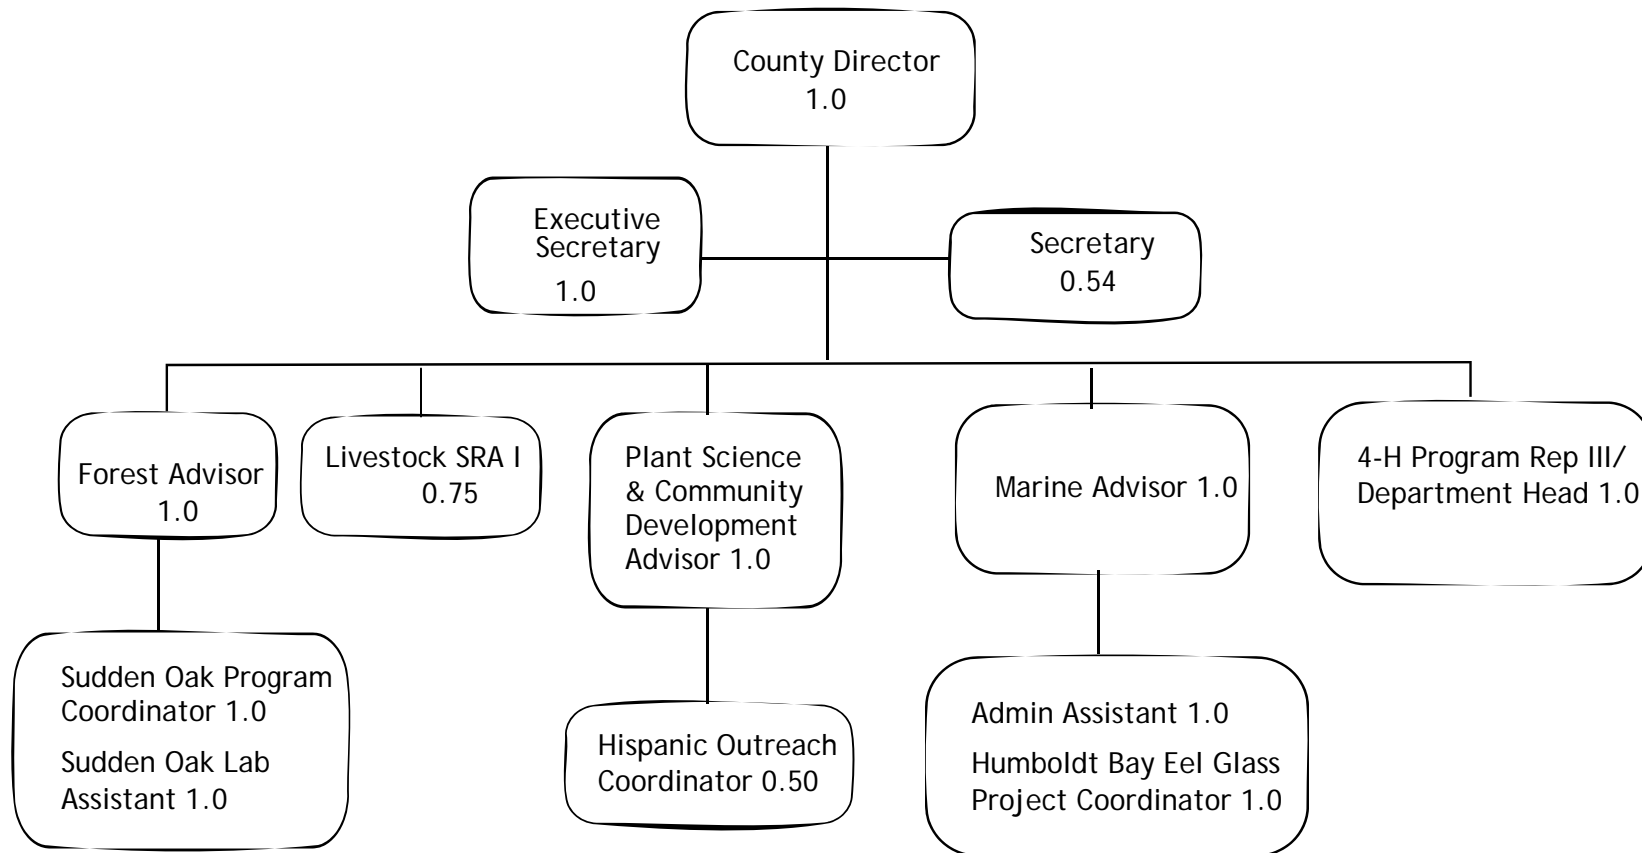 County Director
1.0
Executive
Secretary
1.0
Secretary
0.54
Forest Advisor
1.0
Livestock SRA I
0.75
Plant Science
& Community
Development
Advisor 1.0
Marine Advisor 1.0
4-H Program Rep III/
Department Head 1.0
Sudden Oak Program
Coordinator 1.0
Sudden Oak Lab
Assistant 1.0
Hispanic Outreach
Coordinator 0.50
Admin Assistant 1.0
Humboldt Bay Eel Glass
Project Coordinator 1.0